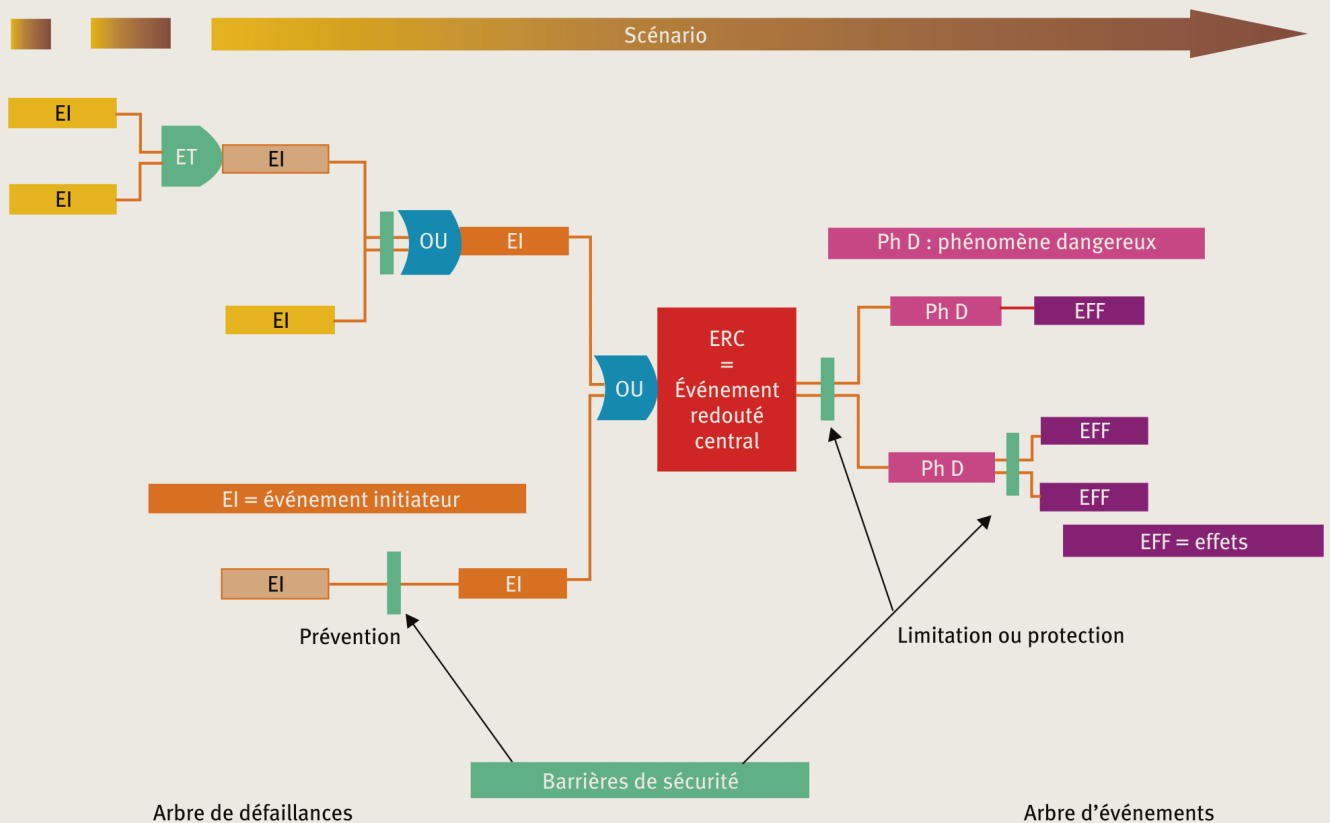 Scénario
EI
EI
ET
EI
OU
EI
EI
Ph D : phénomène dangereux
Ph D
EFF
ERC
=
Événement
redouté
central
OU
EFF
Ph D
EFF
EI = événement initiateur
EFF = effets
EI
EI
Prévention
Limitation ou protection
Barrières de sécurité
Arbre de défaillances
Arbre d’événements